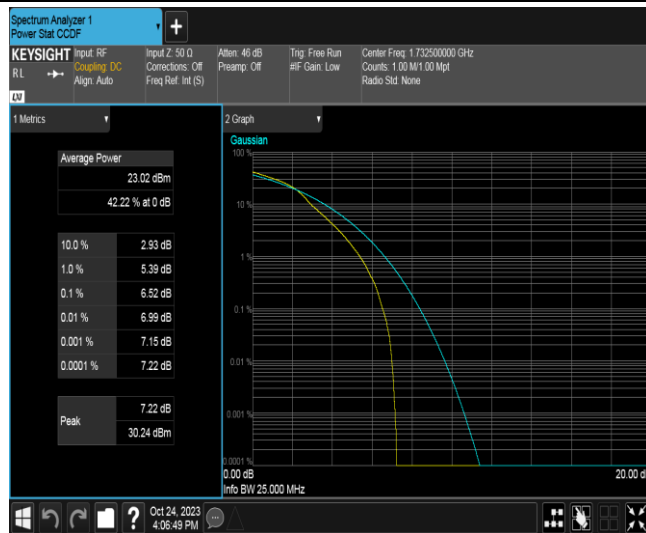 Spectrum Analyzer 1
Power Stat CCDF
+
KEYSIGHT
RL
Input: RF
Coupling: DC
Align: Auto
Input Z: 50 Ω
Corrections: Off
Freq Ref: Int (S)
Atten: 46 dB
Preamp: Off
Trig: Free Run
#IF Gain: Low
Center Freq: 1.732500000 GHz
Counts: 1.00 M/1.00 Mpt
Radio Std: None
1 Metrics
Average Power
23.02 dBm
42.22 % at 0 dB
10.0 % 2.93 dB
1.0 % 5.39 dB
0.1 % 6.52 dB
0.01 % 6.99 dB
0.001 % 7.15 dB
0.0001 % 7.22 dB
Peak
7.22 dB
30.24 dBm
2 Graph
Gaussian
100 %
10 %
1 %
0.1 %
0.01 %
0.001 %
0.0001 %
0.00 dB
20.00 d
Info BW 25.000 MHz
?
Oct 24, 2023
4:06:49 PM